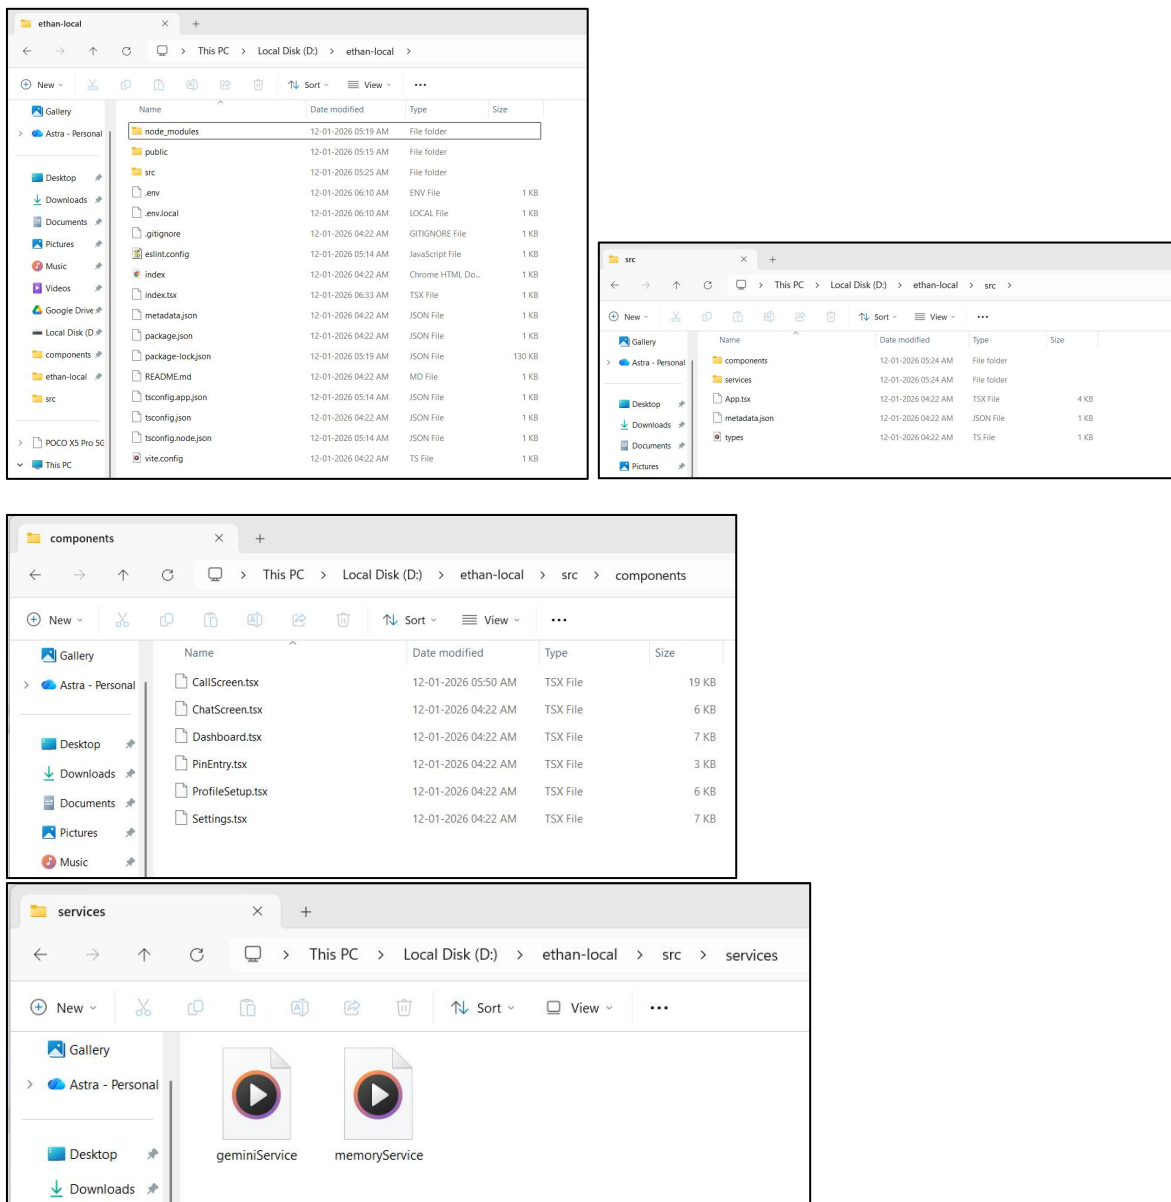 ethan-local
This PC > Local Disk (D:) > ethan-local >
New Sort View ...
Name Date modified Type Size
Gallery
Astra - Personal
Desktop
Downloads
Documents
Pictures
Music
Videos
Google Drive
Local Disk (D
components
ethan-local
src
POCO X5 Pro 5G
This PC
node_modules 12-01-2026 05:19 AM File folder
public 12-01-2026 05:15 AM File folder
src 12-01-2026 05:25 AM File folder
.env 12-01-2026 06:10 AM ENV File 1 KB
.env.local 12-01-2026 06:10 AM LOCAL File 1 KB
.gitignore 12-01-2026 04:22 AM GITIGNORE File 1 KB
eslint.config 12-01-2026 05:14 AM JavaScript File 1 KB
index 12-01-2026 04:22 AM Chrome HTML Do... 1 KB
index.tsx 12-01-2026 06:33 AM TSX File 1 KB
metadata.json 12-01-2026 04:22 AM JSON File 1 KB
package.json 12-01-2026 04:22 AM JSON File 1 KB
package-lock.json 12-01-2026 05:19 AM JSON File 130 KB
README.md 12-01-2026 04:22 AM MD File 1 KB
tsconfig.app.json 12-01-2026 05:14 AM JSON File 1 KB
tsconfig.json 12-01-2026 04:22 AM JSON File 1 KB
tsconfig.node.json 12-01-2026 05:14 AM JSON File 1 KB
vite.config 12-01-2026 04:22 AM TS File 1 KB
src
This PC > Local Disk (D:) > ethan-local > src >
New Sort View ...
Name Date modified Type Size
Gallery
Astra - Personal
Desktop
Downloads
Documents
Pictures
components 12-01-2026 05:24 AM File folder
services 12-01-2026 05:24 AM File folder
App.tsx 12-01-2026 04:22 AM TSX File 4 KB
metadata.json 12-01-2026 04:22 AM JSON File 1 KB
types 12-01-2026 04:22 AM TS File 1 KB
components
This PC > Local Disk (D:) > ethan-local > src > components
New Sort View ...
Name Date modified Type Size
Gallery
Astra - Personal
Desktop
Downloads
Documents
Pictures
Music
CallScreen.tsx 12-01-2026 05:50 AM TSX File 19 KB
ChatScreen.tsx 12-01-2026 04:22 AM TSX File 6 KB
Dashboard.tsx 12-01-2026 04:22 AM TSX File 7 KB
PinEntry.tsx 12-01-2026 04:22 AM TSX File 3 KB
ProfileSetup.tsx 12-01-2026 04:22 AM TSX File 6 KB
Settings.tsx 12-01-2026 04:22 AM TSX File 7 KB
services
This PC > Local Disk (D:) > ethan-local > src > services
New Sort View ...
Gallery
Astra - Personal
Desktop
Downloads
geminiService memoryService